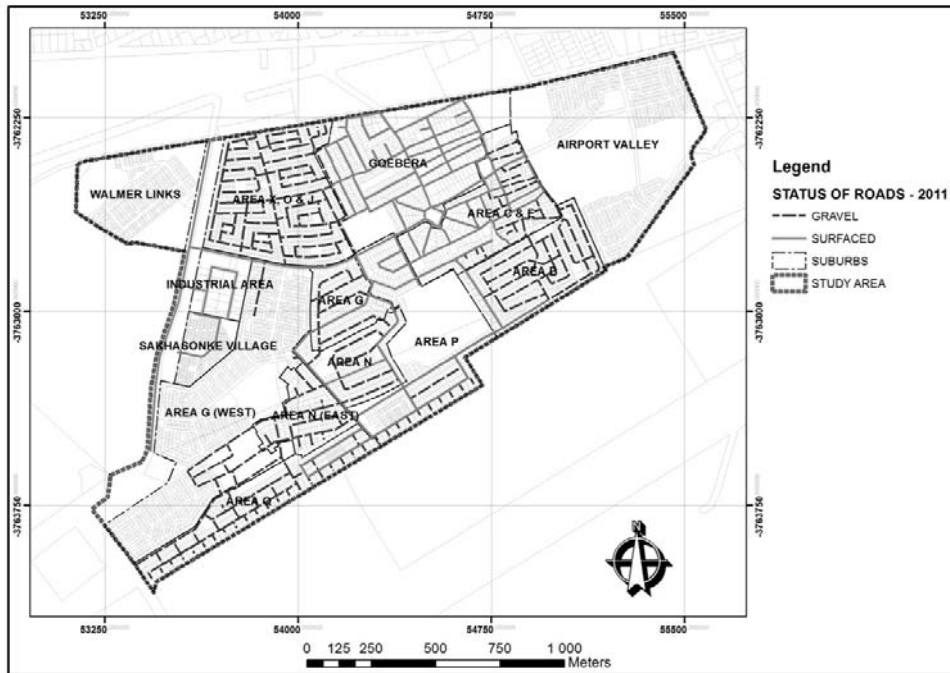 53250 54000 54750 55500
-3762250 -3762250
WALMER LINKS
AREA X, O & J
GQEBERA
AIRPORT VALLEY
AREA C & E
AREA B
INDUSTRIAL AREA
AREA G
-3763000 -3763000
SAKHASONKE VILLAGE
AREA P
AREA N
AREA G (WEST)
AREA N (EAST)
AREA Q
-3763750 -3763750
N
53250 54000 54750 55500
0 125 250 500 750 1 000
Meters
Legend
STATUS OF ROADS - 2011
GRAVEL
SURFACED
SUBURBS
STUDY AREA